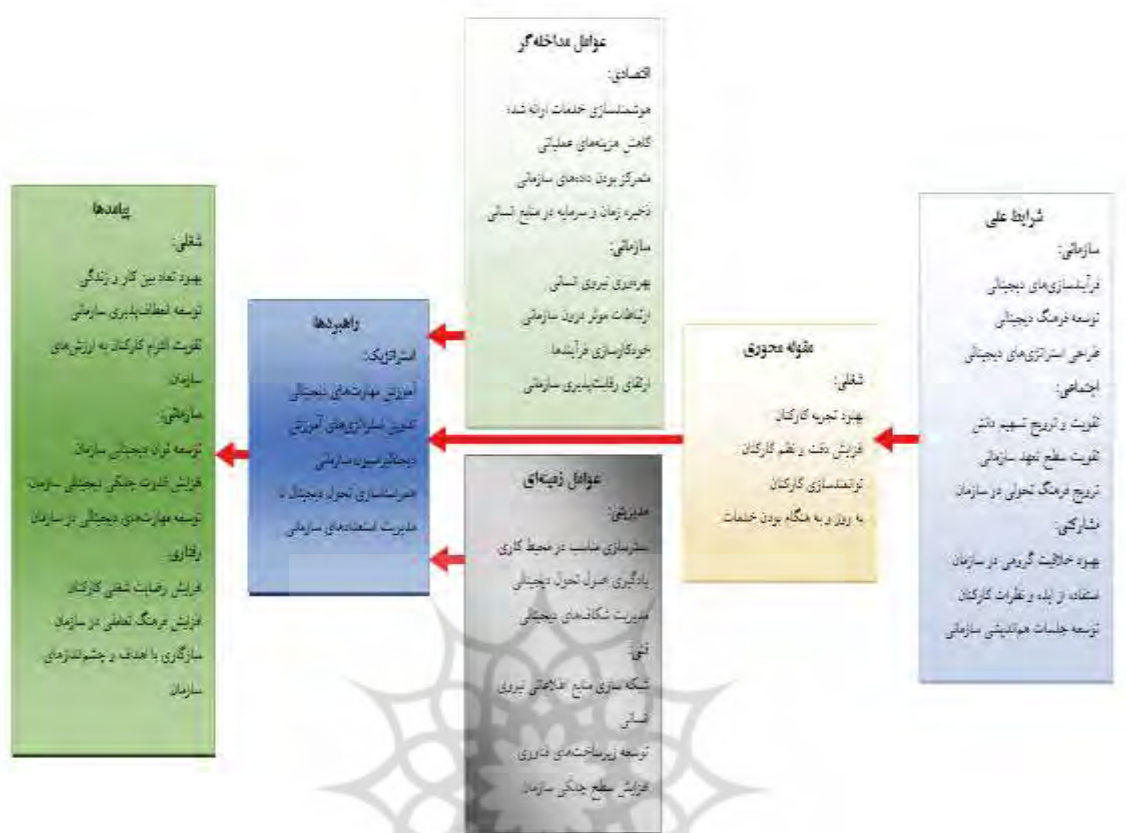 شرایط علی
سازمانی:
فرآیندسازی‌های دیجیتالی
توسعه فرهنگ دیجیتالی
طراحی استراتژی‌های دیجیتالی
اجتماعی:
تقویت و ترویج تسهیم دانش
تقویت سطح تعهد سازمانی
ترویج فرهنگ تحولی در سازمان
مشارکتی:
بهبود خلاقیت گروهی در سازمان
استفاده از ایده و نظرات کارکنان
توسعه جلسات هم‌اندیشی سازمانی
مقوله محوری
شغلی:
بهبود تجربه کارکنان
افزایش دقت و نظم کارکنان
توانمندسازی کارکنان
به روز و به هنگام بودن خدمات
عوامل مداخله‌گر
اقتصادی:
هوشمندسازی خدمات ارائه شده
کاهش هزینه‌های عملیاتی
متمرکز بودن داده‌های سازمانی
ذخیره زمان و سرمایه در منابع انسانی
سازمانی:
بهره‌وری نیروی انسانی
ارتباطات موثر درون سازمانی
خودکارسازی فرآیندها
ارتقای رقابت‌پذیری سازمانی
عوامل زمینه‌ای
مدیریتی:
بسترسازی مناسب در محیط کاری
یادگیری اصول تحول دیجیتالی
مدیریت شکاف‌های دیجیتالی
فنی:
شبکه سازی منابع اطلاعاتی نیروی
انسانی
توسعه زیرساخت‌های فناوری
افزایش سطح چابکی سازمان
راهبردها
استراتژیک:
آموزش مهارت‌های دیجیتالی
تدوین استراتژی‌های آموزش
دیجیتالیزاسیون سازمانی
همراستاسازی تحول دیجیتال با
مدیریت استعدادهای سازمانی
پیامدها
شغلی:
بهبود تعادل بین کار و زندگی
توسعه انعطاف‌پذیری سازمانی
تقویت التزام کارکنان به ارزش‌های
سازمان
سازمانی:
توسعه توان دیجیتالی سازمان
افزایش قدرت چابکی دیجیتالی سازمان
توسعه مهارت‌های دیجیتالی در سازمان
رفتاری:
افزایش رضایت شغلی کارکنان
افزایش فرهنگ تعاملی در سازمان
سازگاری با اهداف و چشم‌اندازهای
سازمان